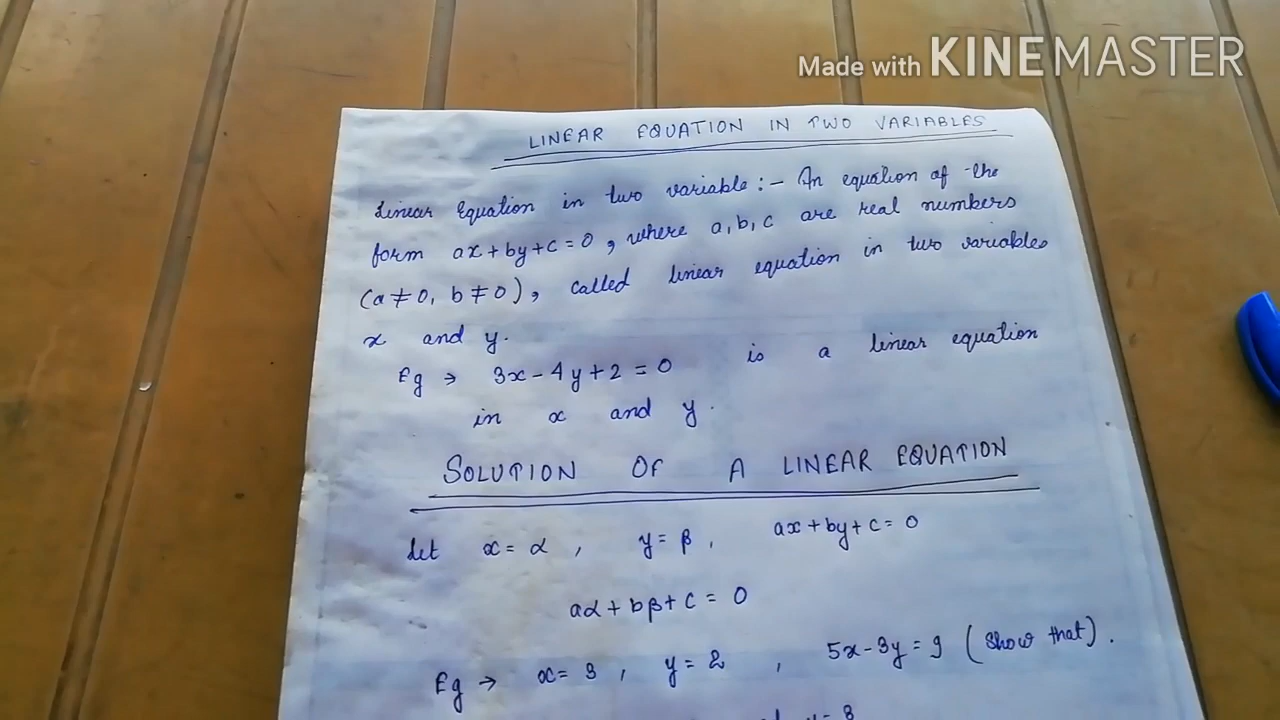 Made with KINEMASTER
LINEAR EQUATION IN TWO VARIABLES
Linear Equation in two variable :- An equation of the
form ax + by + c = 0, where a, b, c are real numbers
(a ≠ 0, b ≠ 0), called linear equation in two variables
x and y.
Eg → 3x - 4y + 2 = 0 is a linear equation
in x and y.
SOLUTION OF A LINEAR EQUATION
Let x = α, y = β, ax + by + c = 0
aα + bβ + c = 0
Eg → x = 3, y = 2, 5x - 3y = 9 (Show that).